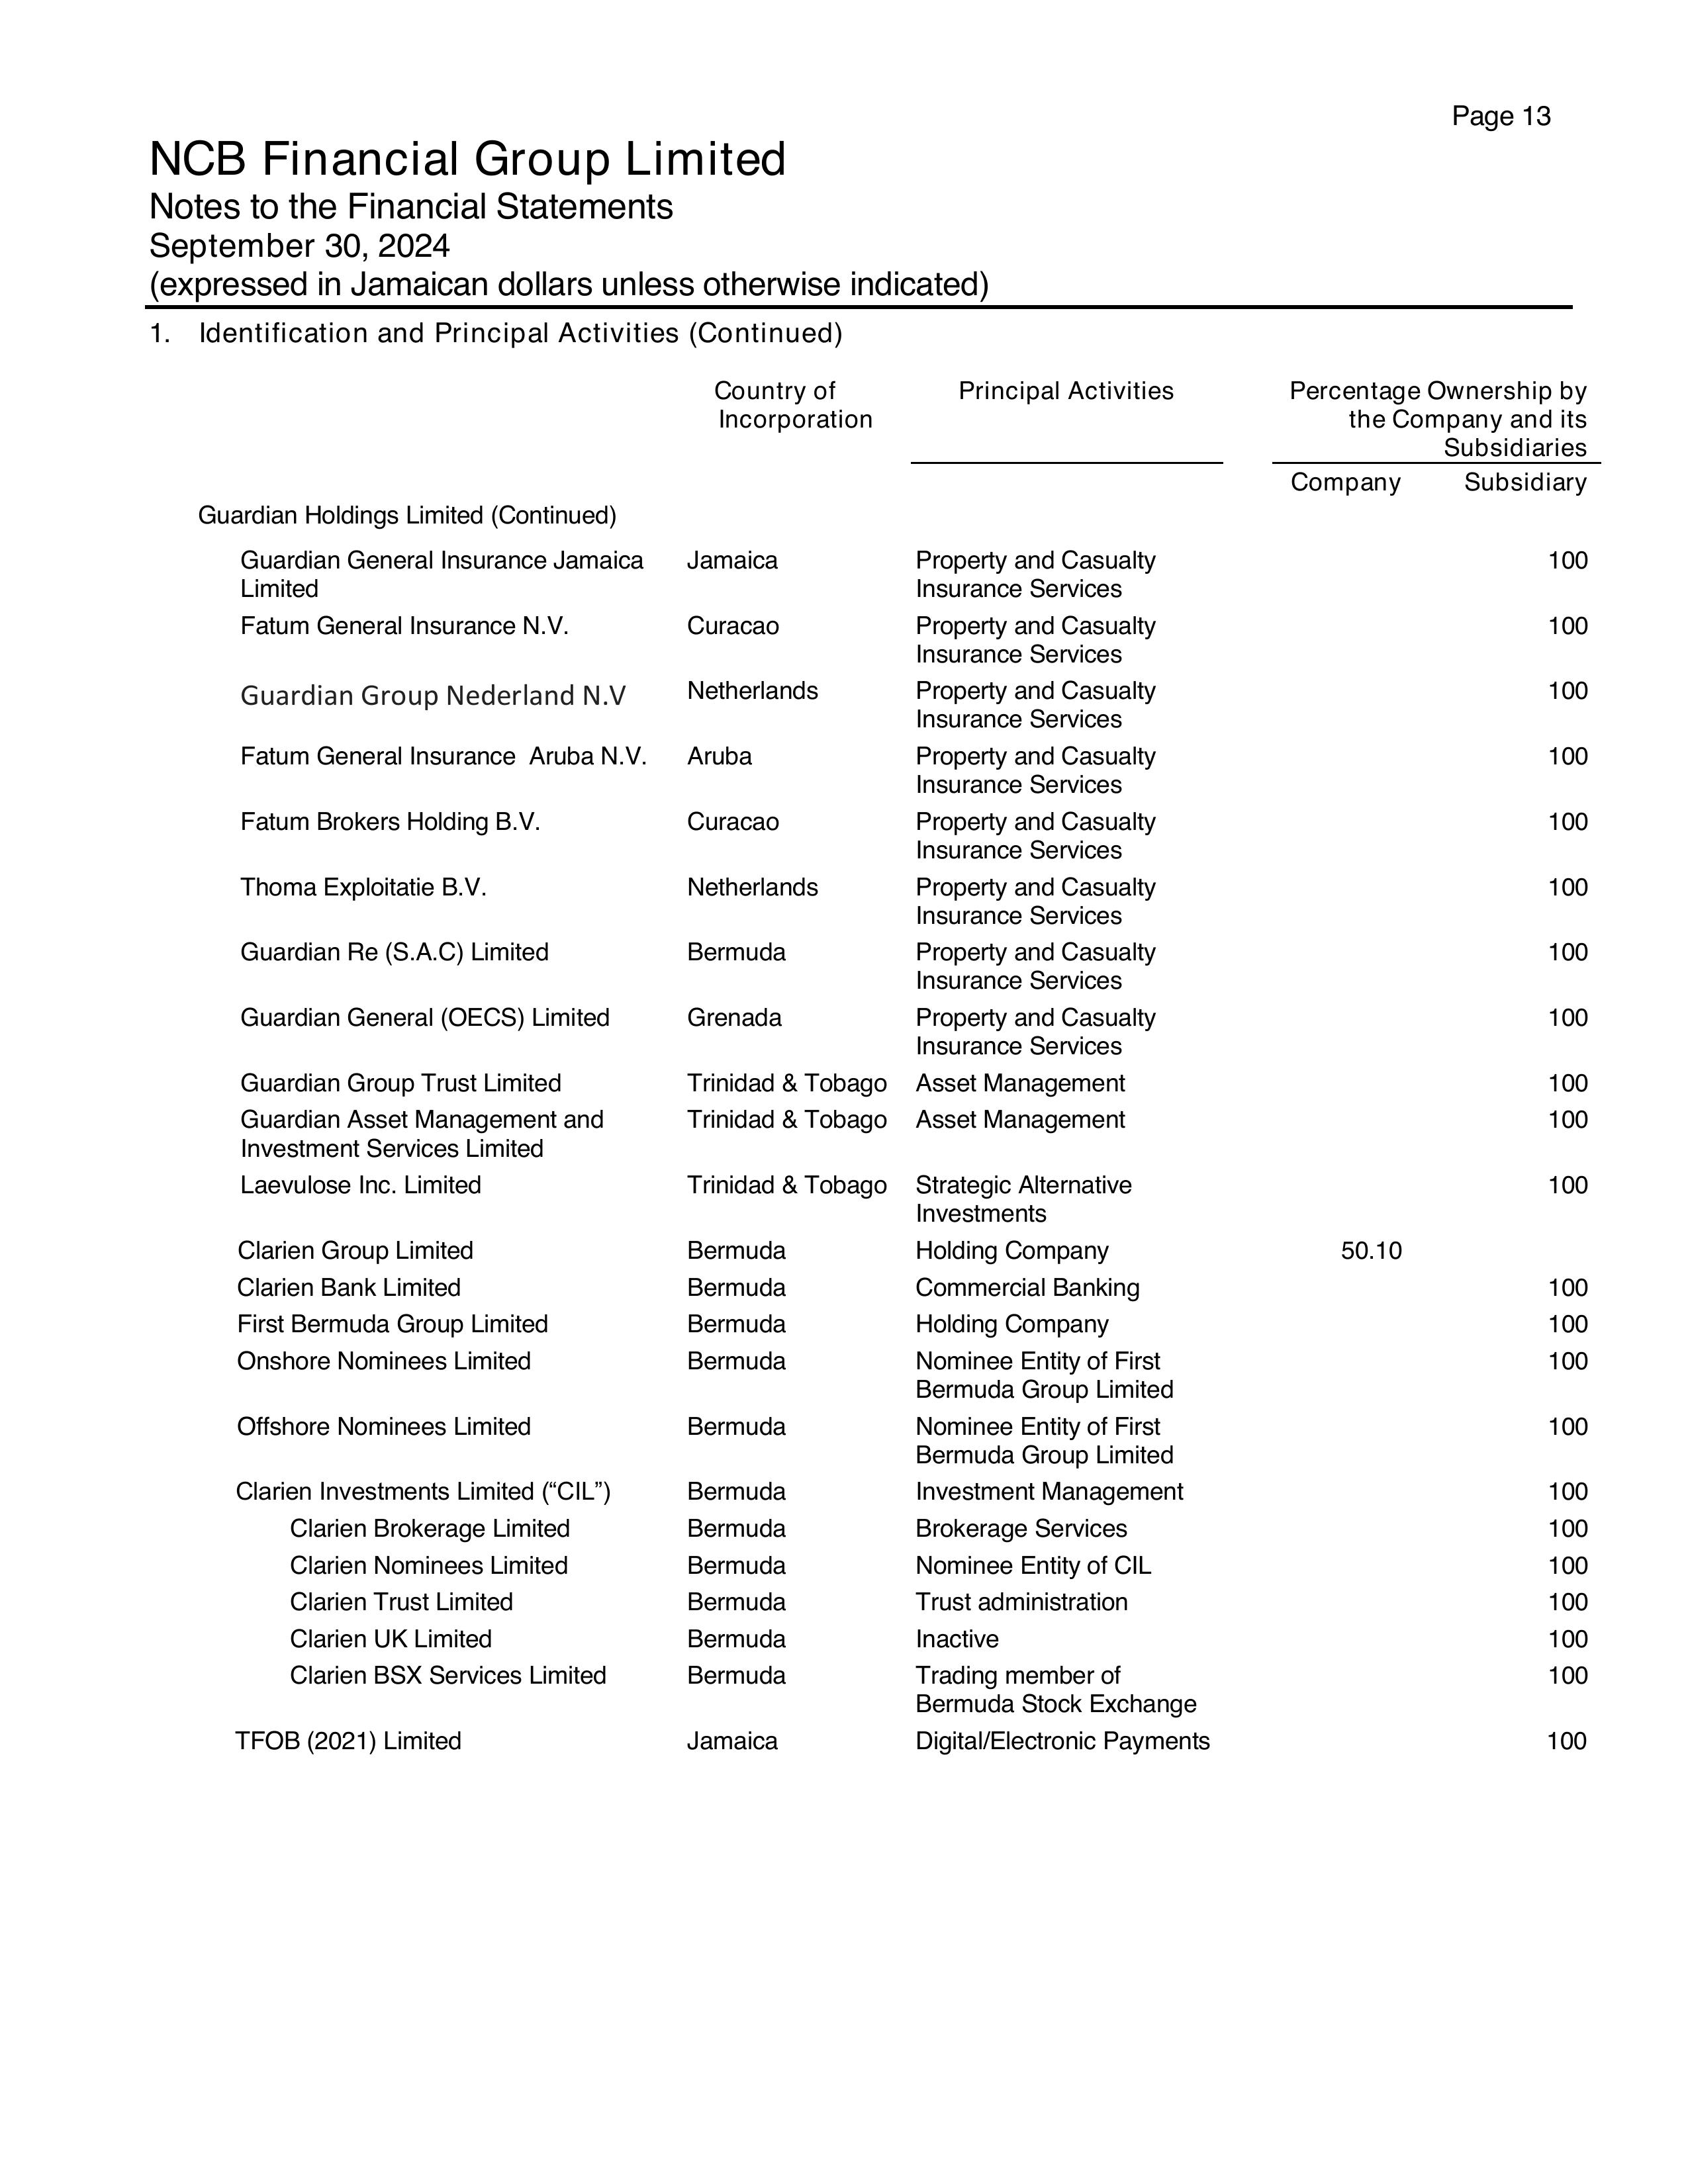 Page 13
NCB Financial Group Limited
Notes to the Financial Statements
September 30, 2024
(expressed in Jamaican dollars unless otherwise indicated)
1. Identification and Principal Activities (Continued)
Country of Principal Activities Percentage Ownership by
Incorporation the Company and its
Subsidiaries
Company Subsidiary
Guardian Holdings Limited (Continued)
Guardian General Insurance Jamaica Jamaica Property and Casualty 100
Limited Insurance Services
Fatum General Insurance N.V. Curacao Property and Casualty 100
Insurance Services
Guardian Group Nederland N.V Netherlands Property and Casualty 100
Insurance Services
Fatum General Insurance Aruba N.V. Aruba Property and Casualty 100
Insurance Services
Fatum Brokers Holding B.V. Curacao Property and Casualty 100
Insurance Services
Thoma Exploitatie B.V. Netherlands Property and Casualty 100
Insurance Services
Guardian Re (S.A.C) Limited Bermuda Property and Casualty 100
Insurance Services
Guardian General (OECS) Limited Grenada Property and Casualty 100
Insurance Services
Guardian Group Trust Limited Trinidad & Tobago Asset Management 100
Guardian Asset Management and Trinidad & Tobago Asset Management 100
Investment Services Limited
Laevulose Inc. Limited Trinidad & Tobago Strategic Alternative 100
Investments
Clarien Group Limited Bermuda Holding Company 50.10
Clarien Bank Limited Bermuda Commercial Banking 100
First Bermuda Group Limited Bermuda Holding Company 100
Onshore Nominees Limited Bermuda Nominee Entity of First 100
Bermuda Group Limited
Offshore Nominees Limited Bermuda Nominee Entity of First 100
Bermuda Group Limited
Clarien Investments Limited (“CIL”) Bermuda Investment Management 100
Clarien Brokerage Limited Bermuda Brokerage Services 100
Clarien Nominees Limited Bermuda Nominee Entity of CIL 100
Clarien Trust Limited Bermuda Trust administration 100
Clarien UK Limited Bermuda Inactive 100
Clarien BSX Services Limited Bermuda Trading member of 100
Bermuda Stock Exchange
TFOB (2021) Limited Jamaica Digital/Electronic Payments 100